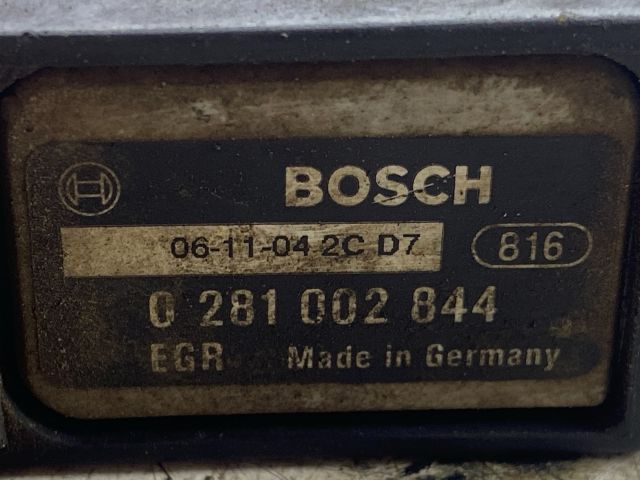 BOSCH
06-11-04 2C D7
816
0 281 002 844
EGR Made in Germany